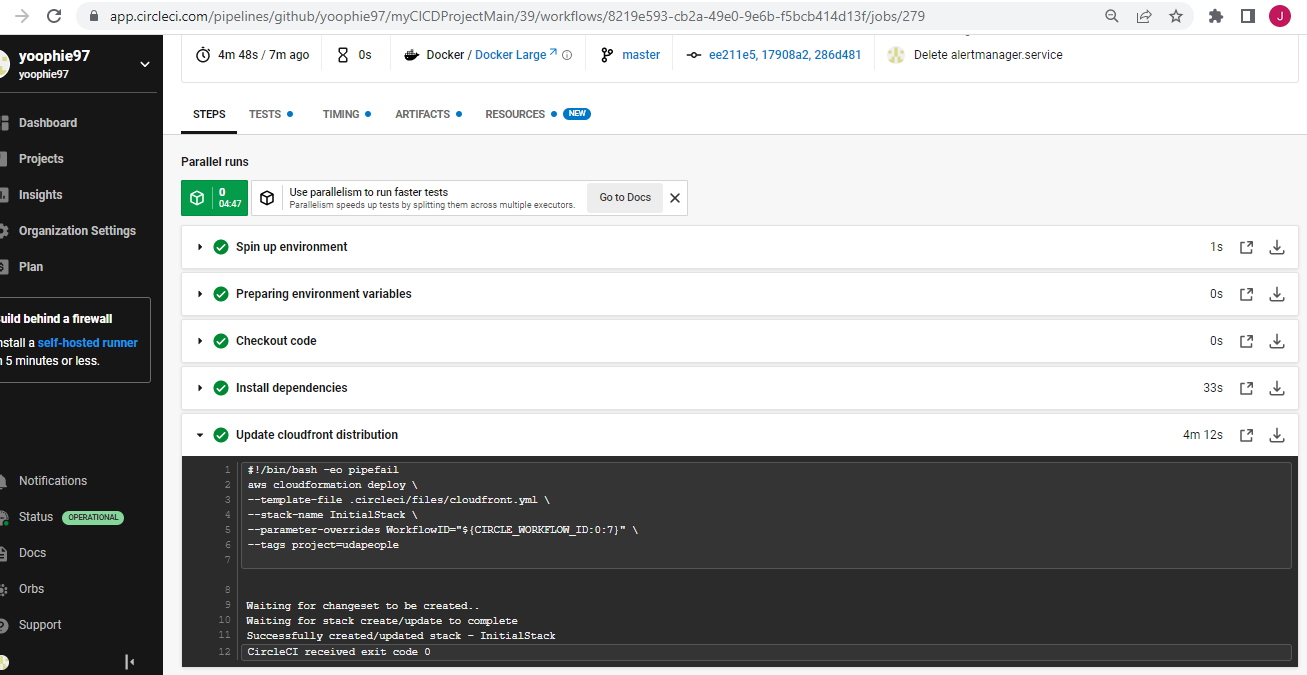 app.circleci.com/pipelines/github/yoophie97/myCICDProjectMain/39/workflows/8219e593-cb2a-49e0-9e6b-f5bcb414d13f/jobs/279
J
yoophie97
yoophie97
Dashboard
Projects
Insights
Organization Settings
Plan
uild behind a firewall
nstall a self-hosted runner
n 5 minutes or less.
Notifications
Status OPERATIONAL
Docs
Orbs
Support
4m 48s / 7m ago
0s
Docker / Docker Large
master
ee211e5, 17908a2, 286d481
Delete alertmanager.service
STEPS TESTS TIMING ARTIFACTS RESOURCES NEW
Parallel runs
0
04:47
Use parallelism to run faster tests
Parallelism speeds up tests by splitting them across multiple executors.
Go to Docs
Spin up environment 1s
Preparing environment variables 0s
Checkout code 0s
Install dependencies 33s
Update cloudfront distribution 4m 12s
1 #!/bin/bash -eo pipefail
2 aws cloudformation deploy \
3 --template-file .circleci/files/cloudfront.yml \
4 --stack-name InitialStack \
5 --parameter-overrides WorkflowID="${CIRCLE_WORKFLOW_ID:0:7}" \
6 --tags project=udapeople
7
8
9 Waiting for changeset to be created..
10 Waiting for stack create/update to complete
11 Successfully created/updated stack - InitialStack
12 CircleCI received exit code 0